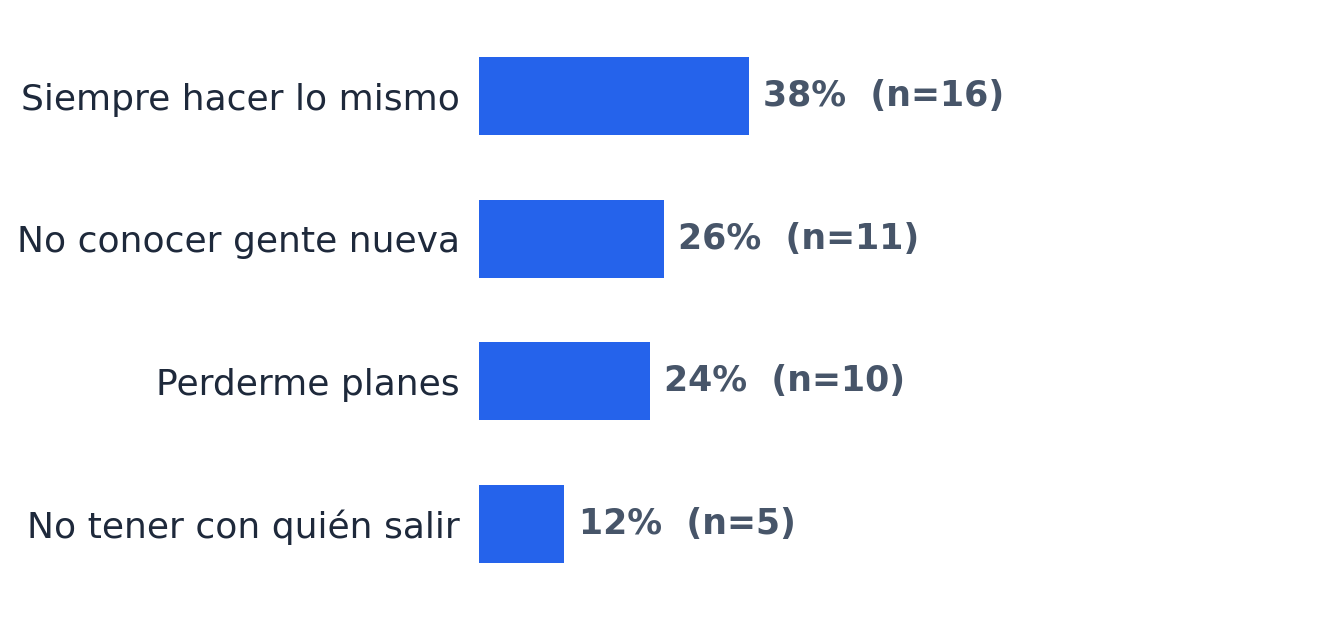 Siempre hacer lo mismo 38% (n=16)
No conocer gente nueva 26% (n=11)
Perderme planes 24% (n=10)
No tener con quién salir 12% (n=5)